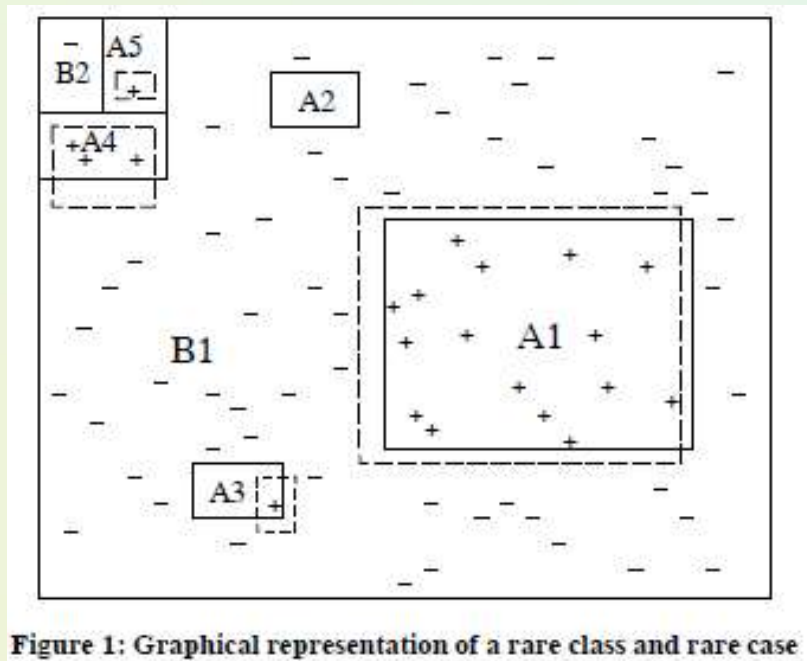 A5
B2
A2
A4
B1
A1
A3
Figure 1: Graphical representation of a rare class and rare case